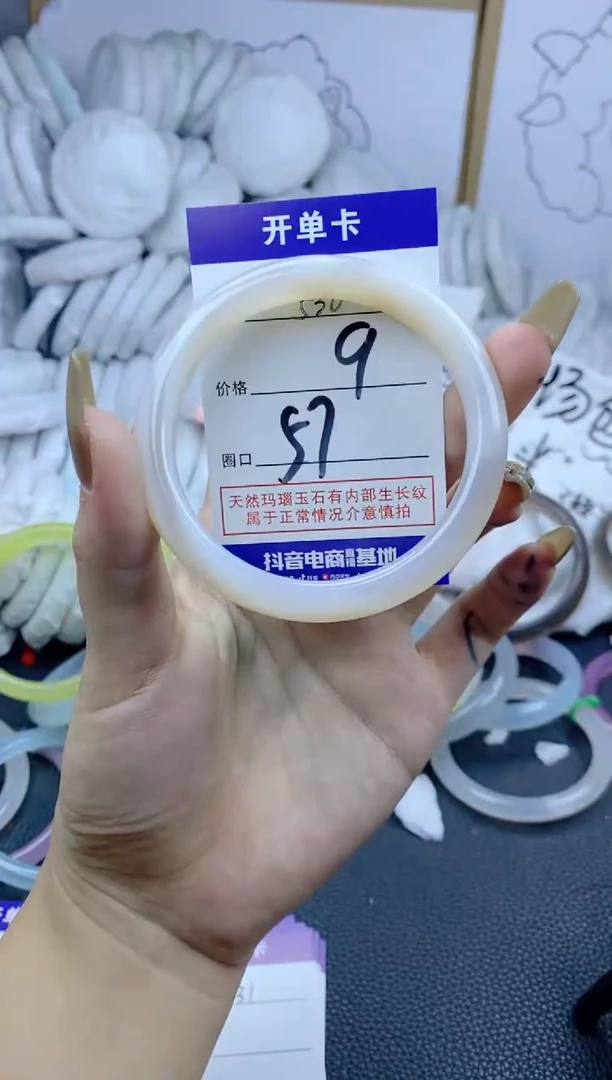 开单卡
520
价格 9
圈口 57
天然玛瑙玉石有内部生长纹
属于正常情况介意慎拍
抖音电商基地
场
31